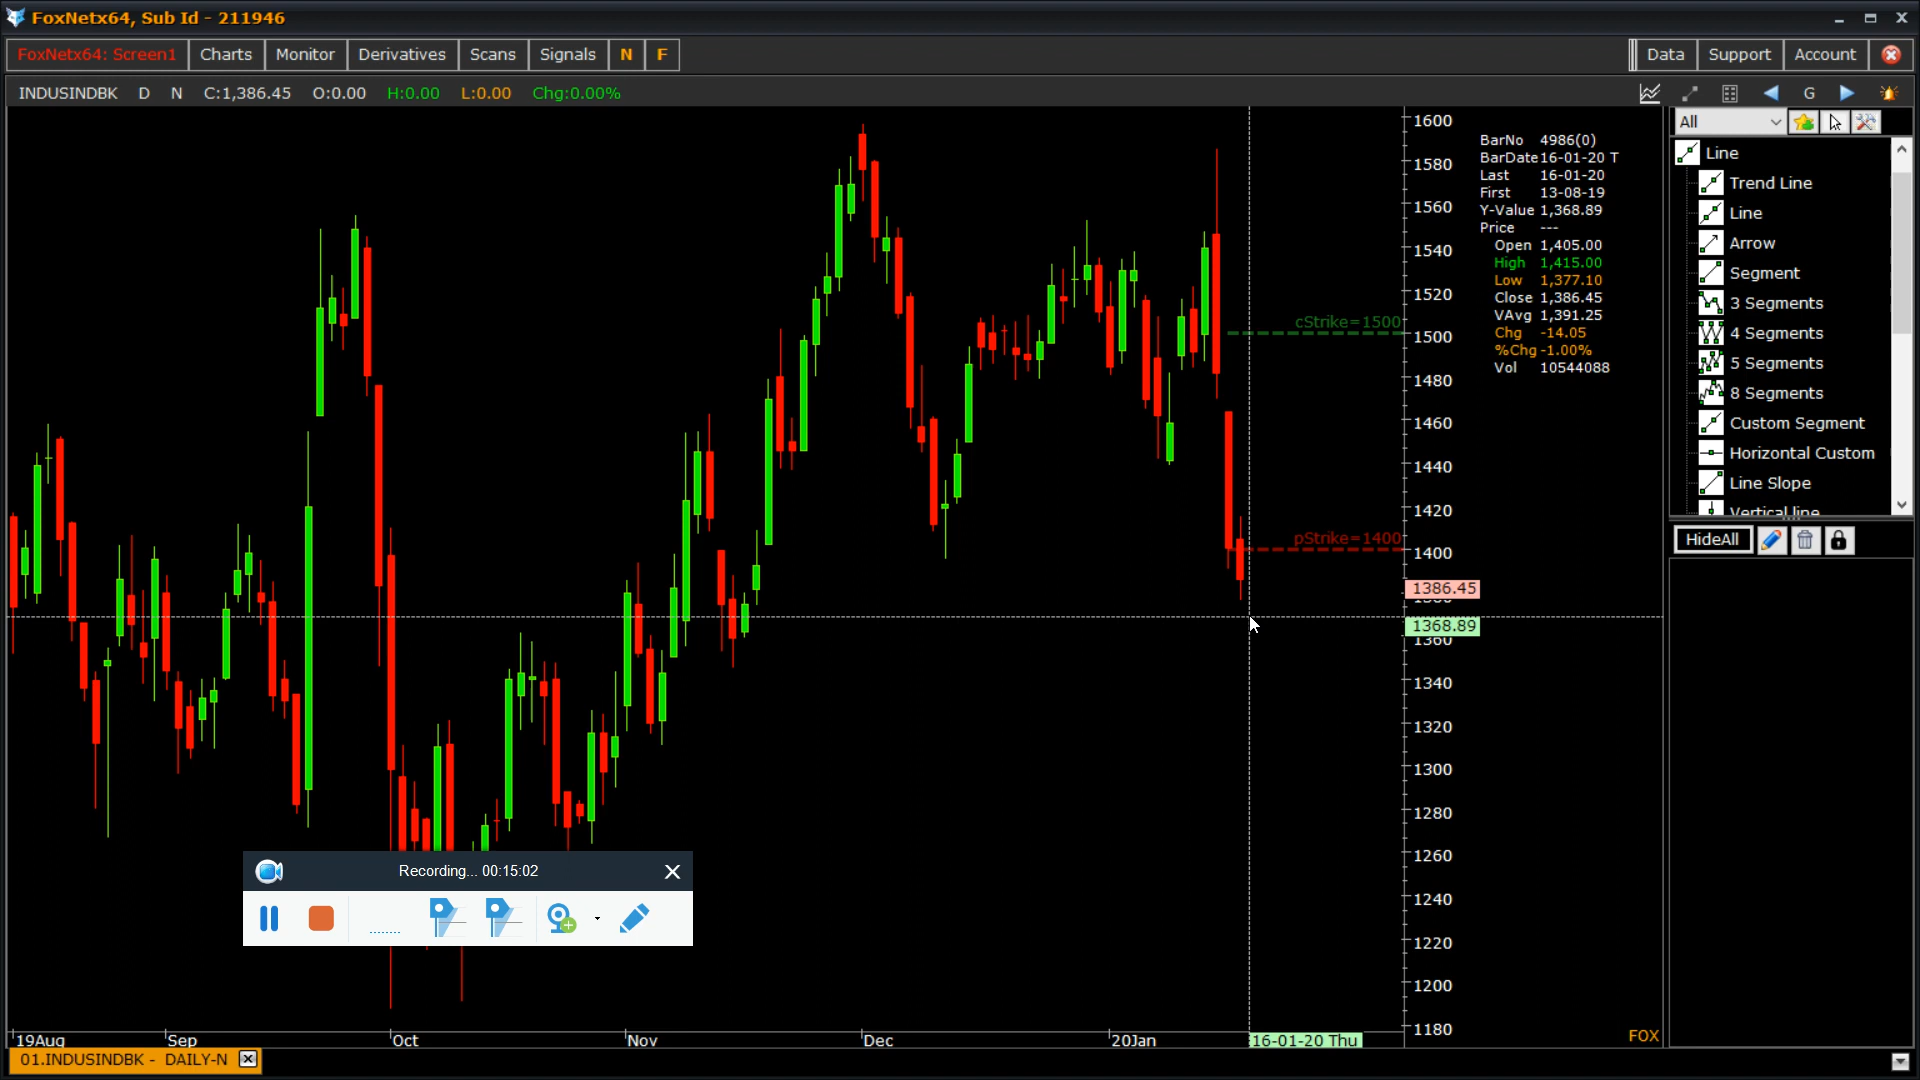 FoxNetx64, Sub Id - 211946
FoxNetx64: Screen1 Charts Monitor Derivatives Scans Signals N F Data Support Account
INDUSINDBK D N C:1,386.45 O:0.00 H:0.00 L:0.00 Chg:0.00% G
All
Line
Trend Line
Line
Arrow
Segment
3 Segments
4 Segments
5 Segments
8 Segments
Custom Segment
Horizontal Custom
Line Slope
Vertical line
HideAll
BarNo 4986(0)
BarDate 16-01-20 T
Last 16-01-20
First 13-08-19
Y-Value 1,368.89
Price ---
Open 1,405.00
High 1,415.00
Low 1,377.10
Close 1,386.45
VAvg 1,391.25
Chg -14.05
%Chg -1.00%
Vol 10544088
1600
1580
1560
1540
1520
cStrike=1500
1500
1480
1460
1440
1420
pStrike=1400
1400
1386.45
1380
1368.89
1360
1340
1320
1300
1280
1260
1240
1220
1200
1180
Recording... 00:15:02
19Aug Sep Oct Nov Dec 20Jan 16-01-20 Thu FOX
01.INDUSINDBK - DAILY-N